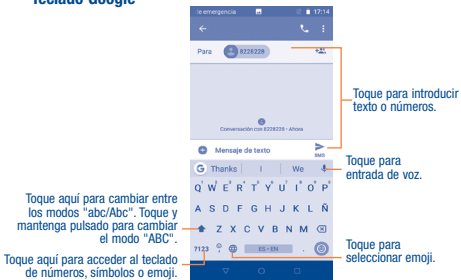 Teclado Google
le emergencia 17:14
Para 8228228
Conversación con 8228228 • Ahora
Mensaje de texto
SMS
G Thanks I We
Q W E R T Y U I O P
A S D F G H J K L Ñ
Z X C V B N M
?123 , ES • EN .
Toque para introducir
texto o números.
Toque para
entrada de voz.
Toque para
seleccionar emoji.
Toque aquí para cambiar entre
los modos "abc/Abc". Toque y
mantenga pulsado para cambiar
el modo "ABC".
Toque aquí para acceder al teclado
de números, símbolos o emoji.